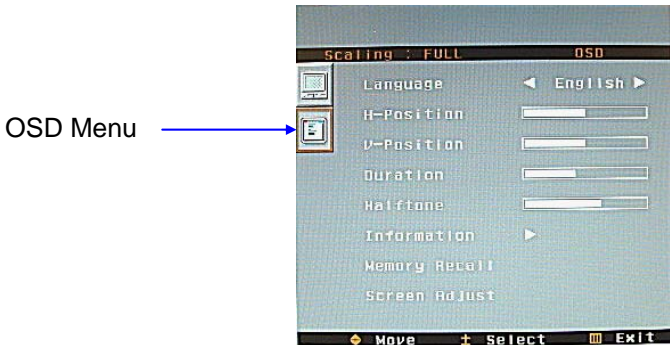 Scaling : FULL OSD
Language English
H-Position
OSD Menu
V-Position
Duration
Halftone
Information
Memory Recall
Screen Adjust
Move Select Exit